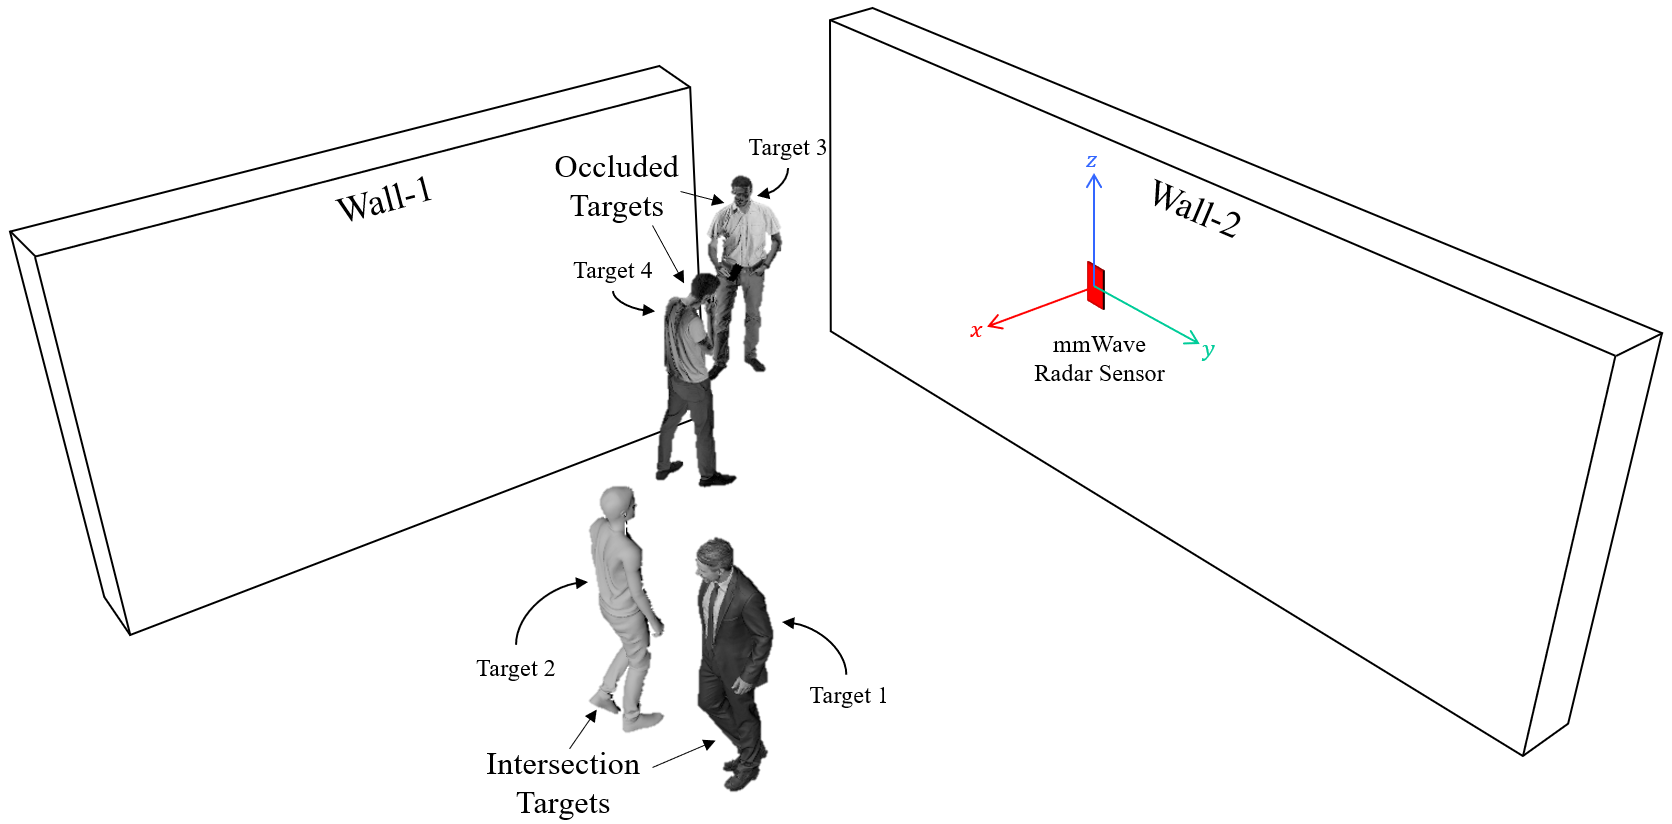 Target 3
Occluded
Targets
Wall-1
z
Wall-2
Target 4
x
mmWave
Radar Sensor
y
Target 2
Target 1
Intersection
Targets